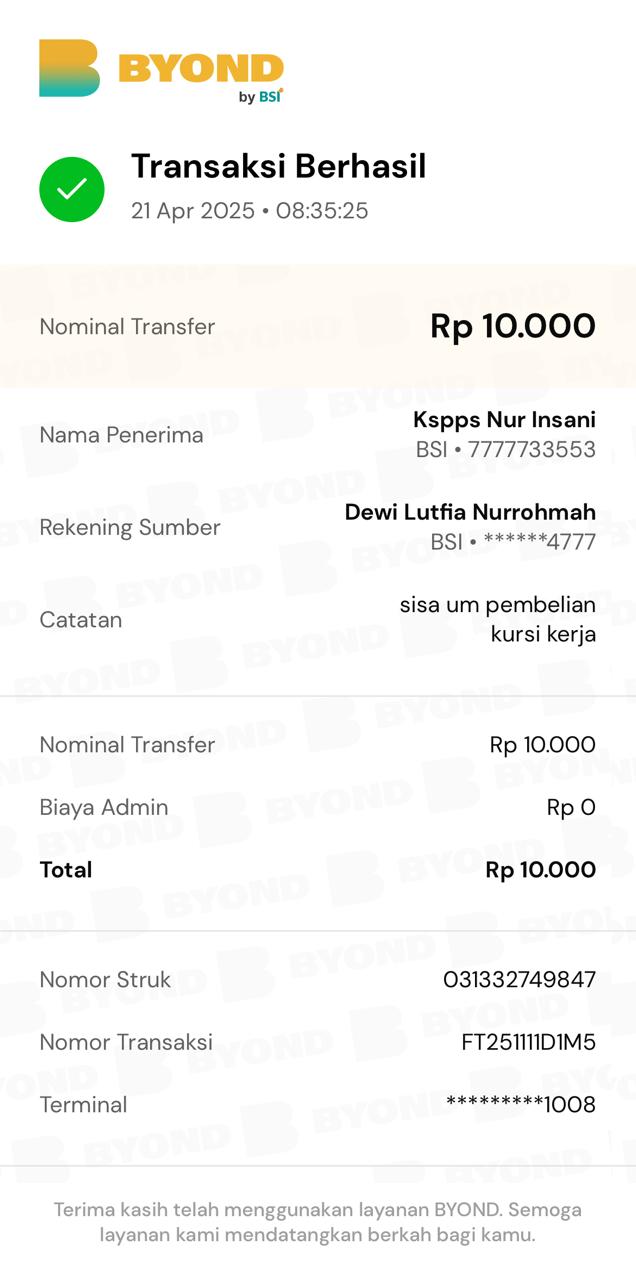 BYOND
by BSI
Transaksi Berhasil
21 Apr 2025 • 08:35:25
Nominal Transfer Rp 10.000
Nama Penerima Kspps Nur Insani
BSI • 7777733553
Rekening Sumber Dewi Lutfia Nurrohmah
BSI • ******4777
Catatan sisa um pembelian
kursi kerja
Nominal Transfer Rp 10.000
Biaya Admin Rp 0
Total Rp 10.000
Nomor Struk 031332749847
Nomor Transaksi FT251111D1M5
Terminal *********1008
Terima kasih telah menggunakan layanan BYOND. Semoga
layanan kami mendatangkan berkah bagi kamu.